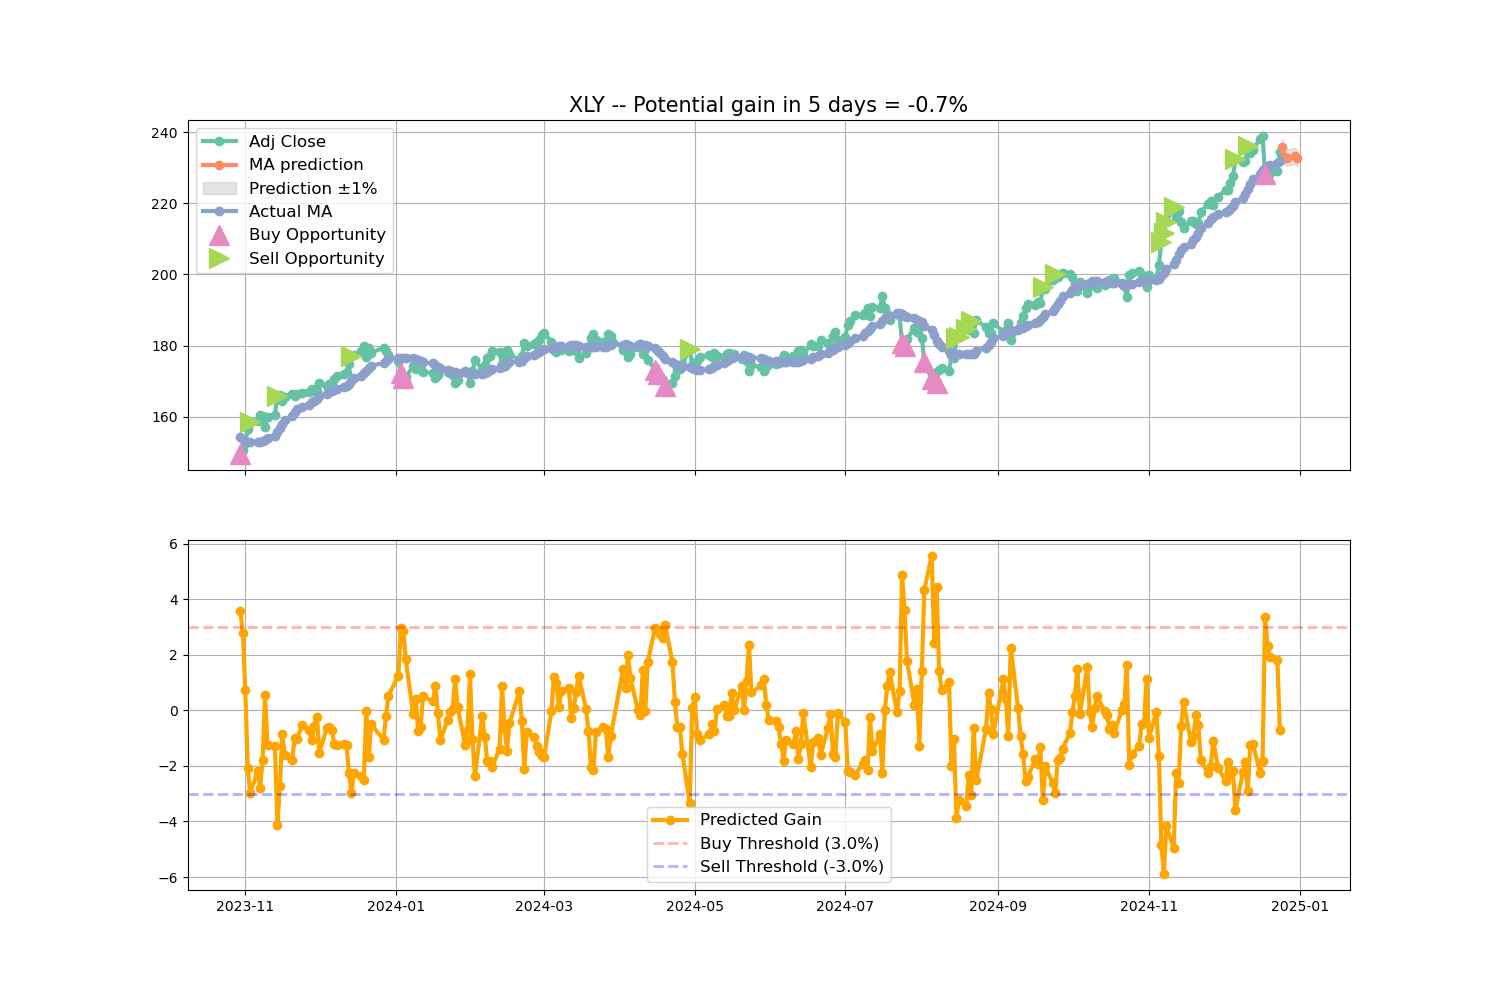 XLY -- Potential gain in 5 days = -0.7%
240
220
200
180
160
Adj Close
MA prediction
Prediction ±1%
Actual MA
Buy Opportunity
Sell Opportunity
6
4
2
0
−2
−4
−6
Predicted Gain
Buy Threshold (3.0%)
Sell Threshold (-3.0%)
2023-11
2024-01
2024-03
2024-05
2024-07
2024-09
2024-11
2025-01